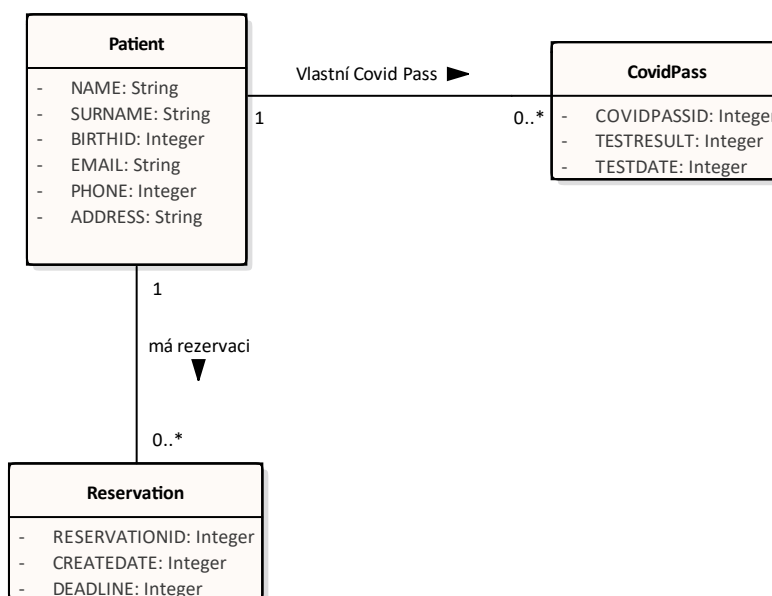 Patient
- NAME: String
- SURNAME: String
- BIRTHID: Integer
- EMAIL: String
- PHONE: Integer
- ADDRESS: String
Vlastní Covid Pass
1
0..*
CovidPass
- COVIDPASSID: Integer
- TESTRESULT: Integer
- TESTDATE: Integer
1
má rezervaci
0..*
Reservation
- RESERVATIONID: Integer
- CREATEDATE: Integer
- DEADLINE: Integer